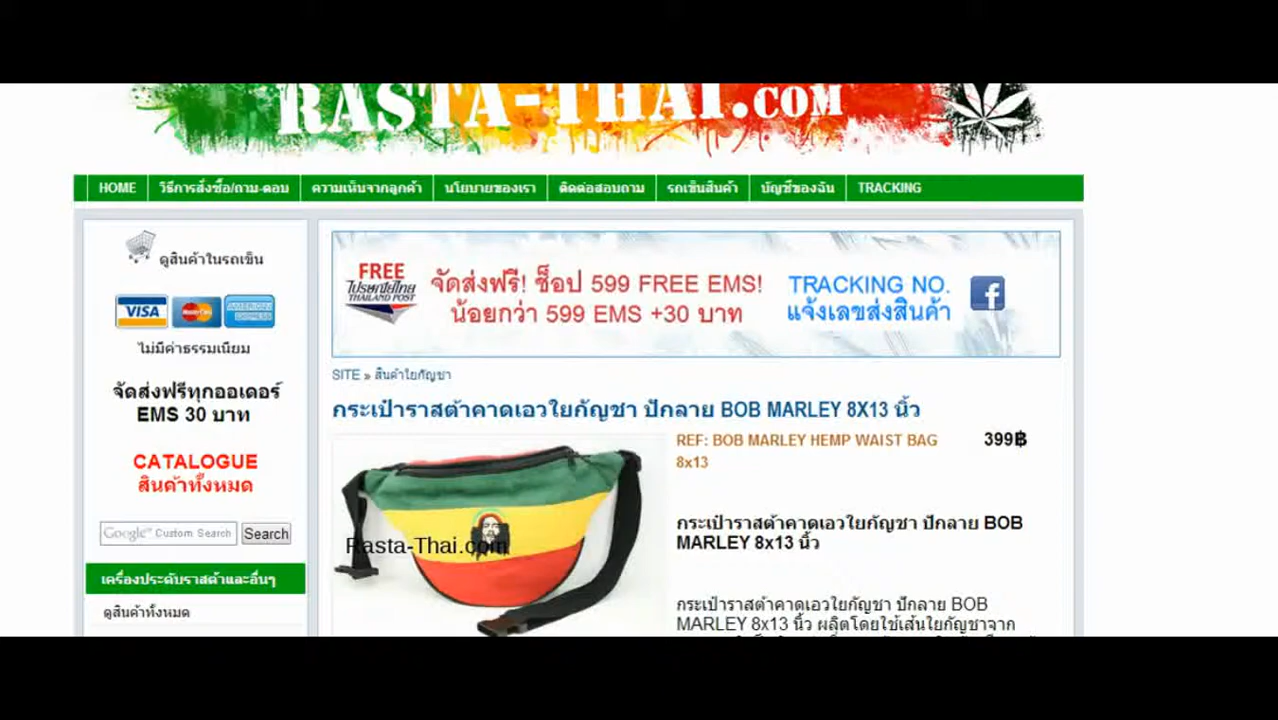 RASTA-THAI.COM
HOME วิธีการสั่งซื้อ/ถาม-ตอบ ความเห็นจากลูกค้า นโยบายของเรา ติดต่อสอบถาม รถเข็นสินค้า บัญชีของฉัน TRACKING
ดูสินค้าในรถเข็น
VISA MasterCard AMERICAN EXPRESS
ไม่มีค่าธรรมเนียม
จัดส่งฟรีทุกออเดอร์
EMS 30 บาท
CATALOGUE
สินค้าทั้งหมด
Google™ Custom Search Search
เครื่องประดับราสต้าและอื่นๆ
ดูสินค้าทั้งหมด
FREE
ไปรษณีย์ไทย
THAILAND POST
จัดส่งฟรี! ช็อป 599 FREE EMS!
น้อยกว่า 599 EMS +30 บาท
TRACKING NO.
แจ้งเลขส่งสินค้า
f
SITE » สินค้าใยกัญชา
กระเป๋าราสต้าคาดเอวใยกัญชา ปักลาย BOB MARLEY 8X13 นิ้ว
Rasta-Thai.com
REF: BOB MARLEY HEMP WAIST BAG
8x13
399฿
กระเป๋าราสต้าคาดเอวใยกัญชา ปักลาย BOB
MARLEY 8x13 นิ้ว
กระเป๋าราสต้าคาดเอวใยกัญชา ปักลาย BOB
MARLEY 8x13 นิ้ว ผลิตโดยใช้เส้นใยกัญชาจาก